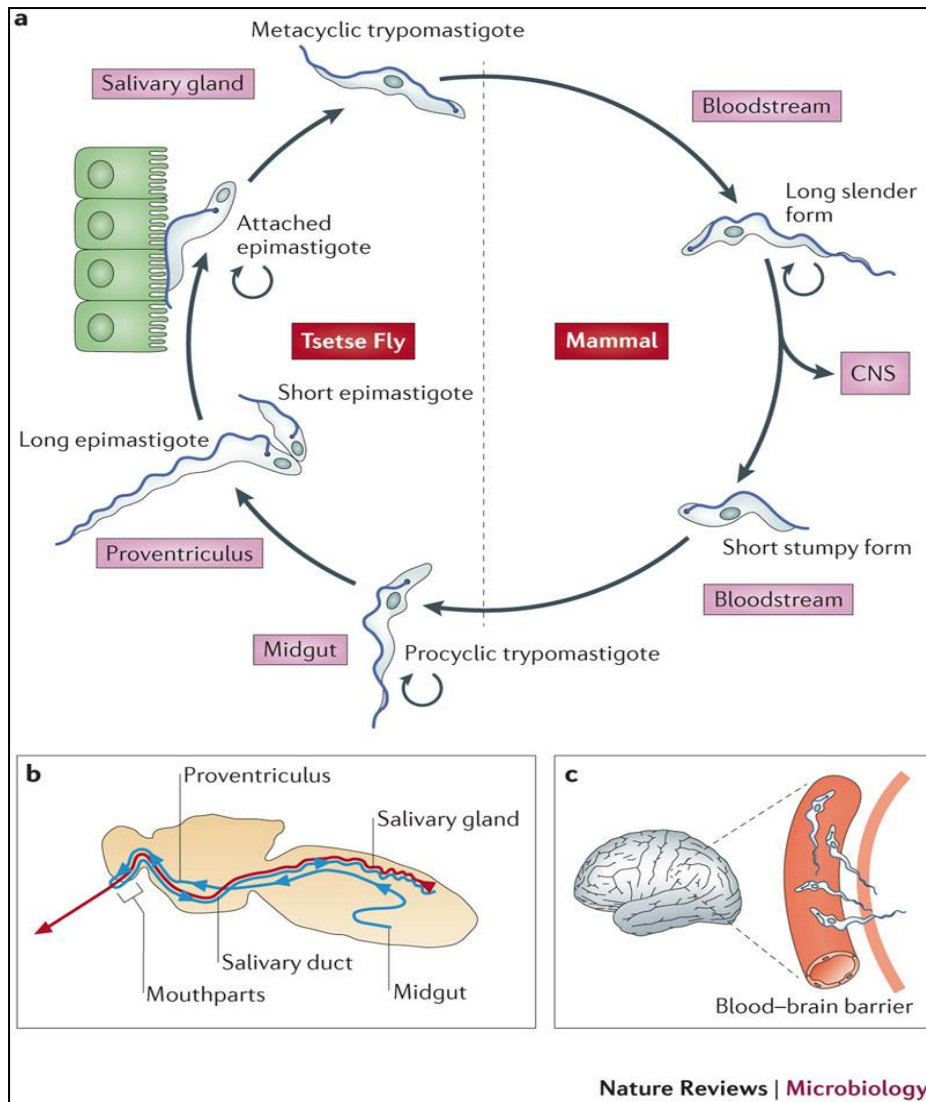 a
Metacyclic trypomastigote
Salivary gland
Bloodstream
Long slender
form
Attached
epimastigote
Tsetse Fly
Mammal
CNS
Short epimastigote
Long epimastigote
Proventriculus
Short stumpy form
Bloodstream
Midgut
Procyclic trypomastigote
b
Proventriculus
Salivary gland
Salivary duct
Mouthparts
Midgut
c
Blood–brain barrier
Nature Reviews | Microbiology